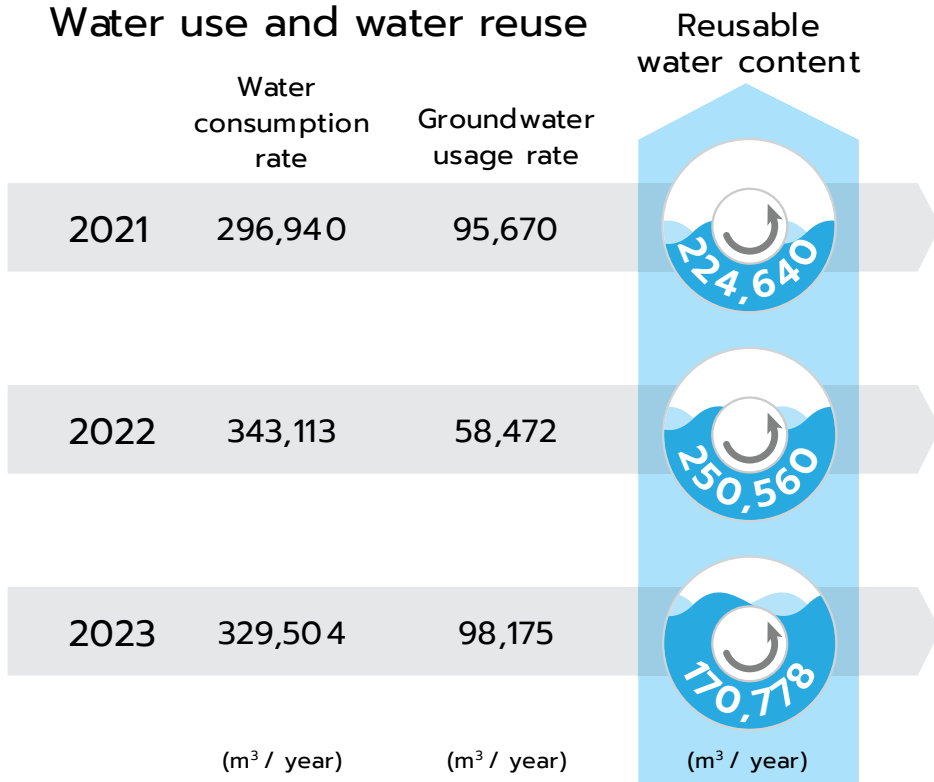 Water use and water reuse
Reusable
water content
Water
consumption
rate
Groundwater
usage rate
2021 296,940 95,670 224,640
2022 343,113 58,472 250,560
2023 329,504 98,175 170,778
(m³ / year) (m³ / year) (m³ / year)